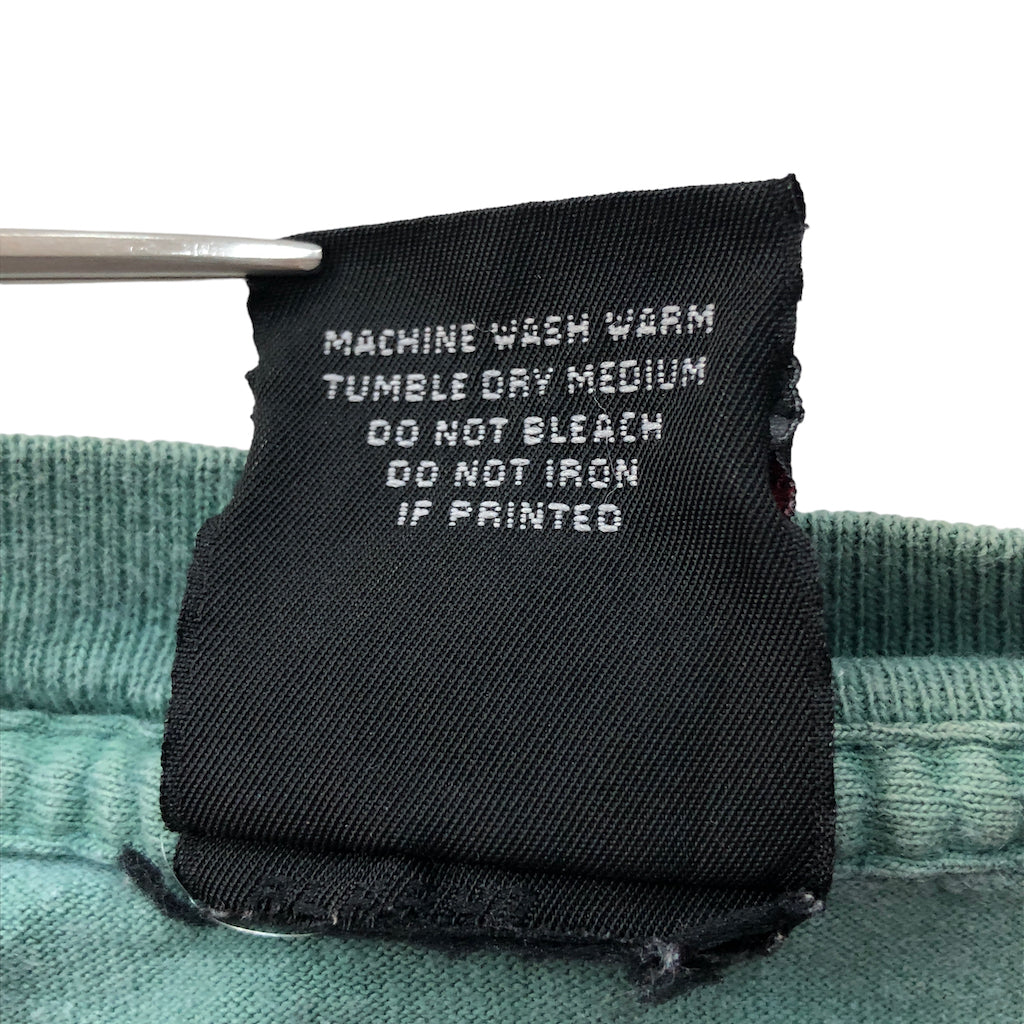 MACHINE WASH WARM
TUMBLE DRY MEDIUM
DO NOT BLEACH
DO NOT IRON
IF PRINTED